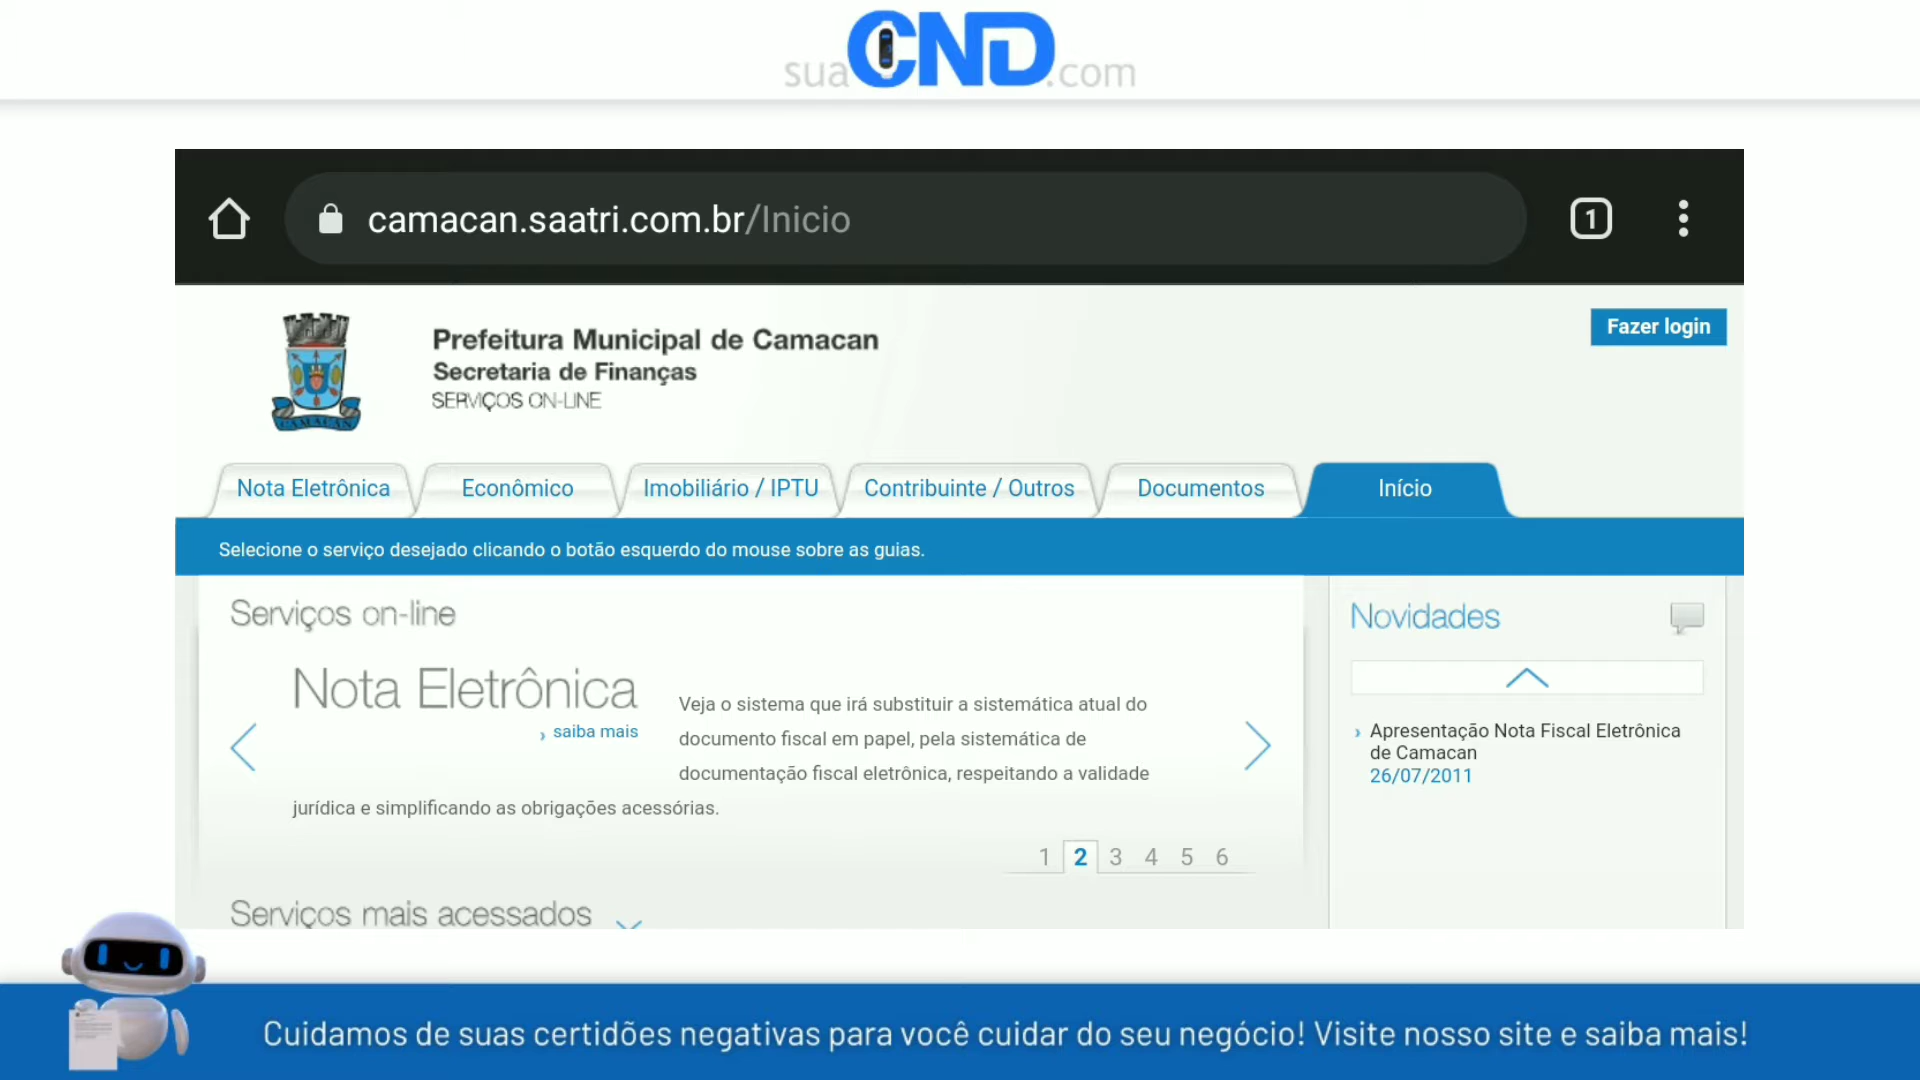 suaCND.com
1
camacan.saatri.com.br/Inicio
Fazer login
Prefeitura Municipal de Camacan
Secretaria de Finanças
SERVIÇOS ON-LINE
CAMACAN
Nota Eletrônica
Econômico
Imobiliário / IPTU
Contribuinte / Outros
Documentos
Início
Selecione o serviço desejado clicando o botão esquerdo do mouse sobre as guias.
Serviços on-line
Nota Eletrônica
› saiba mais
Veja o sistema que irá substituir a sistemática atual do
documento fiscal em papel, pela sistemática de
documentação fiscal eletrônica, respeitando a validade
jurídica e simplificando as obrigações acessórias.
1 2 3 4 5 6
Serviços mais acessados
Novidades
› Apresentação Nota Fiscal Eletrônica
de Camacan
26/07/2011
Cuidamos de suas certidões negativas para você cuidar do seu negócio! Visite nosso site e saiba mais!